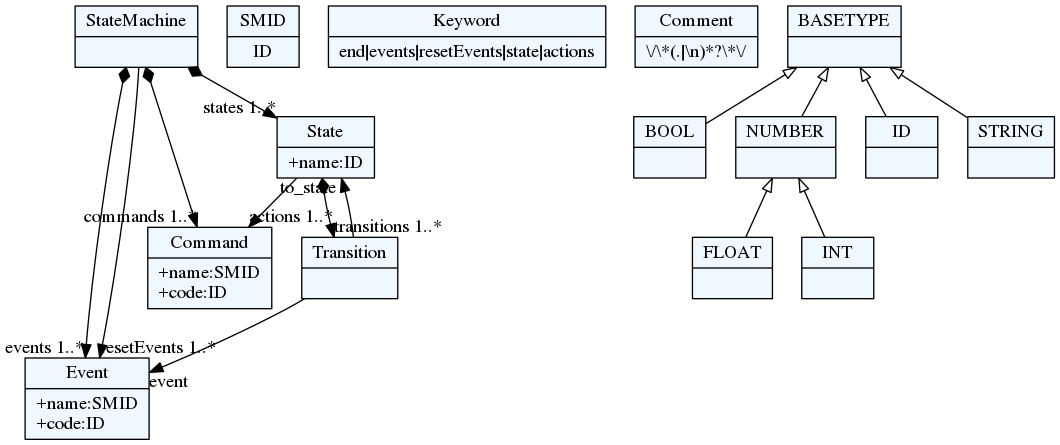 StateMachine
SMID
ID
Keyword
end|events|resetEvents|state|actions
Comment
\/\*(.|\n)*?\*\/
BASETYPE
states 1..*
State
+name:ID
BOOL
NUMBER
ID
STRING
to_state
commands 1..*
actions 1..*
transitions 1..*
Command
+name:SMID
+code:ID
Transition
FLOAT
INT
events 1..*
resetEvents 1..*
Event
+name:SMID
+code:ID
event